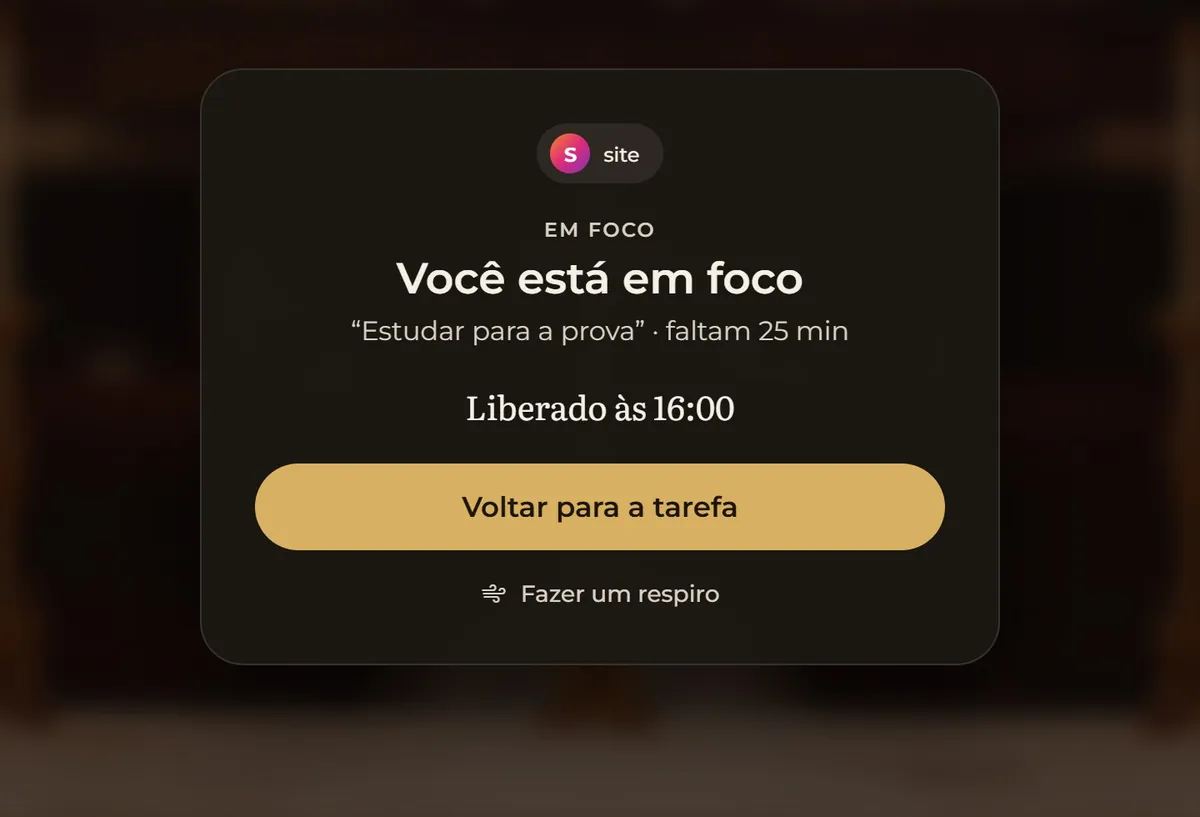 S site
EM FOCO
Você está em foco
“Estudar para a prova” · faltam 25 min
Liberado às 16:00
Voltar para a tarefa
Fazer um respiro